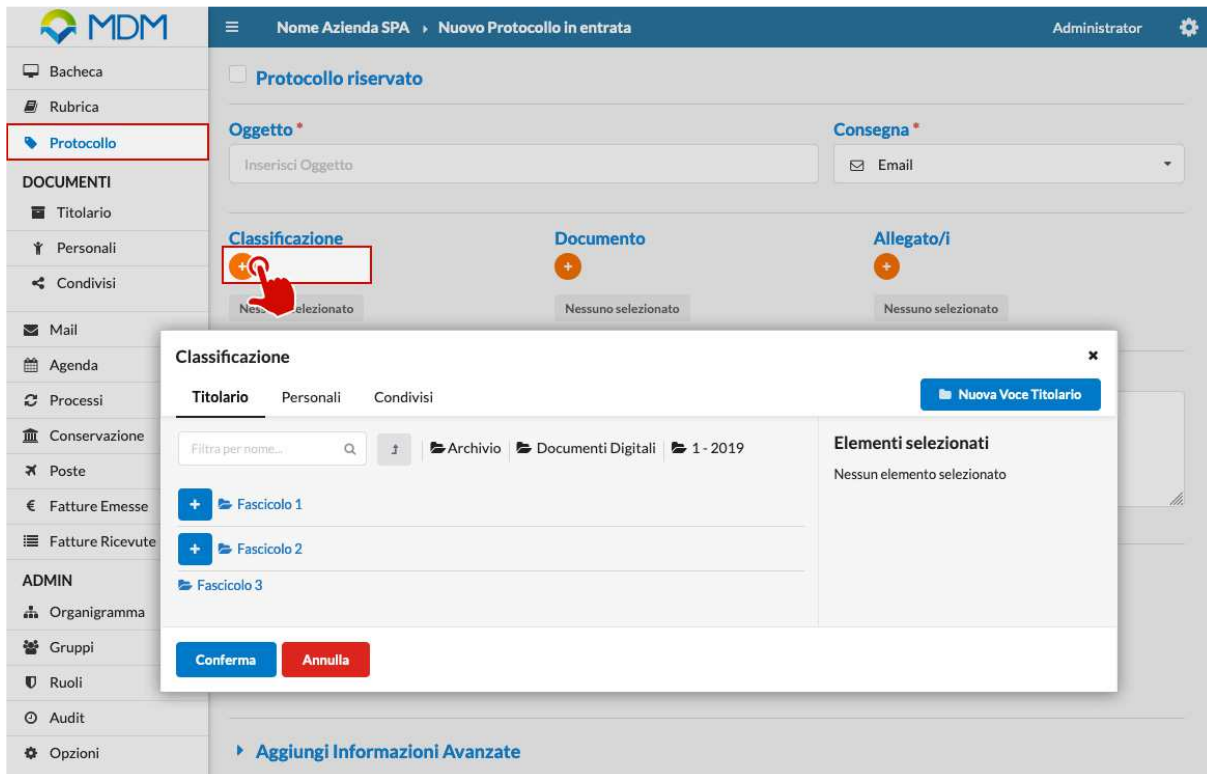 MDM
Nome Azienda SPA
Nuovo Protocollo in entrata
Administrator
Bacheca
Rubrica
Protocollo
DOCUMENTI
Titolario
Personali
Condivisi
Mail
Agenda
Processi
Conservazione
Poste
Fatture Emesse
Fatture Ricevute
ADMIN
Organigramma
Gruppi
Ruoli
Audit
Opzioni
Protocollo riservato
Oggetto *
Inserisci Oggetto
Consegna *
Email
Classificazione
Nessuno selezionato
Documento
Nessuno selezionato
Allegato/i
Nessuno selezionato
Classificazione
Titolario Personali Condivisi
Nuova Voce Titolario
Filtra per nome...
Archivio | Documenti Digitali | 1 - 2019
Fascicolo 1
Fascicolo 2
Fascicolo 3
Elementi selezionati
Nessun elemento selezionato
Conferma
Annulla
Aggiungi Informazioni Avanzate